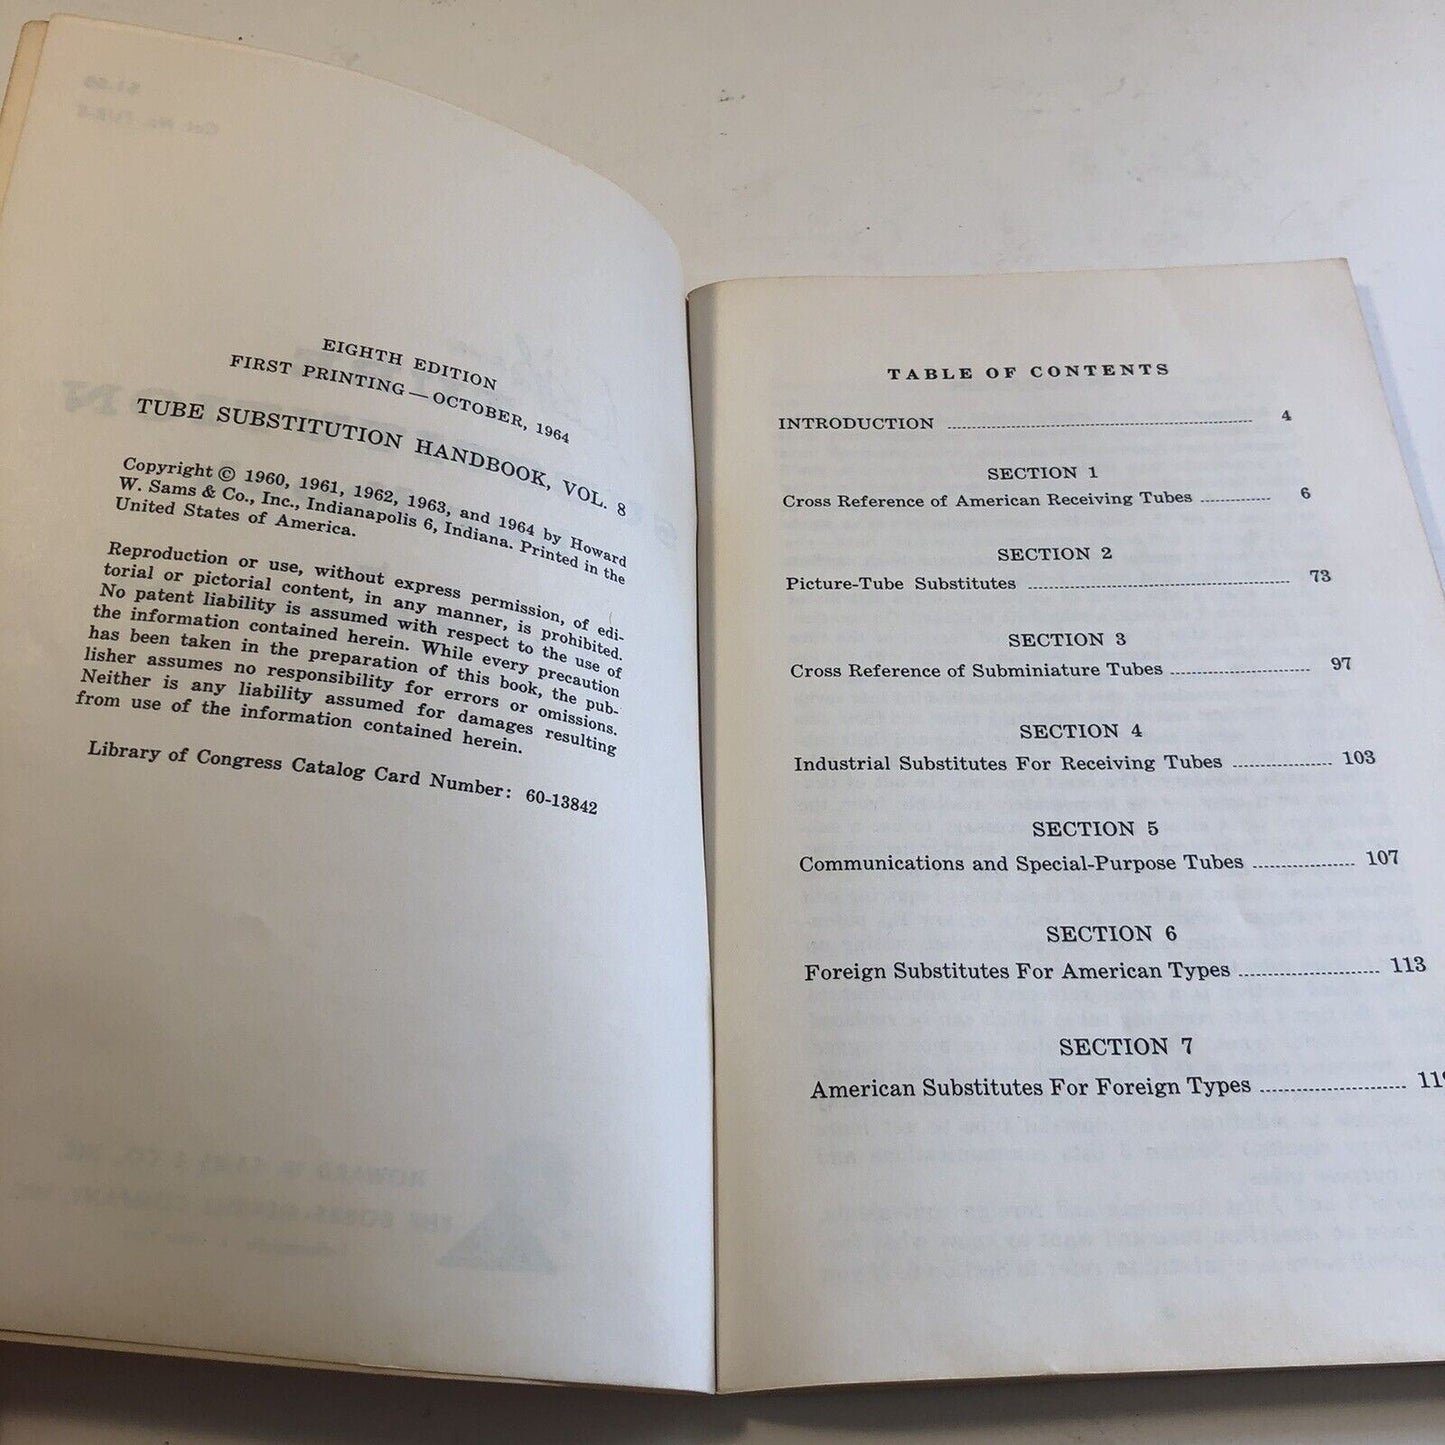 EIGHTH EDITION
FIRST PRINTING—OCTOBER, 1964
TUBE SUBSTITUTION HANDBOOK, VOL. 8
Copyright © 1960, 1961, 1962, 1963, and 1964 by Howard
W. Sams & Co., Inc., Indianapolis 6, Indiana. Printed in the
United States of America.
Reproduction or use, without express permission, of edi-
torial or pictorial content, in any manner, is prohibited.
No patent liability is assumed with respect to the use of
the information contained herein. While every precaution
has been taken in the preparation of this book, the pub-
lisher assumes no responsibility for errors or omissions.
Neither is any liability assumed for damages resulting
from use of the information contained herein.
Library of Congress Catalog Card Number: 60-13842
TABLE OF CONTENTS
INTRODUCTION 4
SECTION 1
Cross Reference of American Receiving Tubes 6
SECTION 2
Picture-Tube Substitutes 73
SECTION 3
Cross Reference of Subminiature Tubes 97
SECTION 4
Industrial Substitutes For Receiving Tubes 103
SECTION 5
Communications and Special-Purpose Tubes 107
SECTION 6
Foreign Substitutes For American Types 113
SECTION 7
American Substitutes For Foreign Types